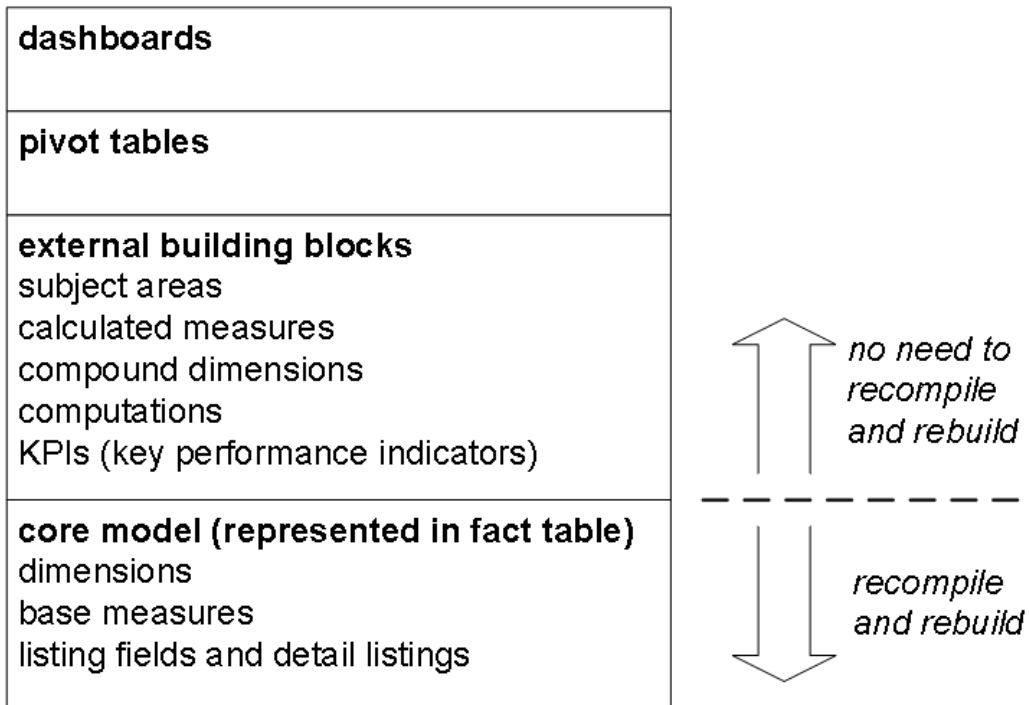 dashboards
pivot tables
external building blocks
subject areas
calculated measures
compound dimensions
computations
KPIs (key performance indicators)
no need to
recompile
and rebuild
core model (represented in fact table)
dimensions
base measures
listing fields and detail listings
recompile
and rebuild